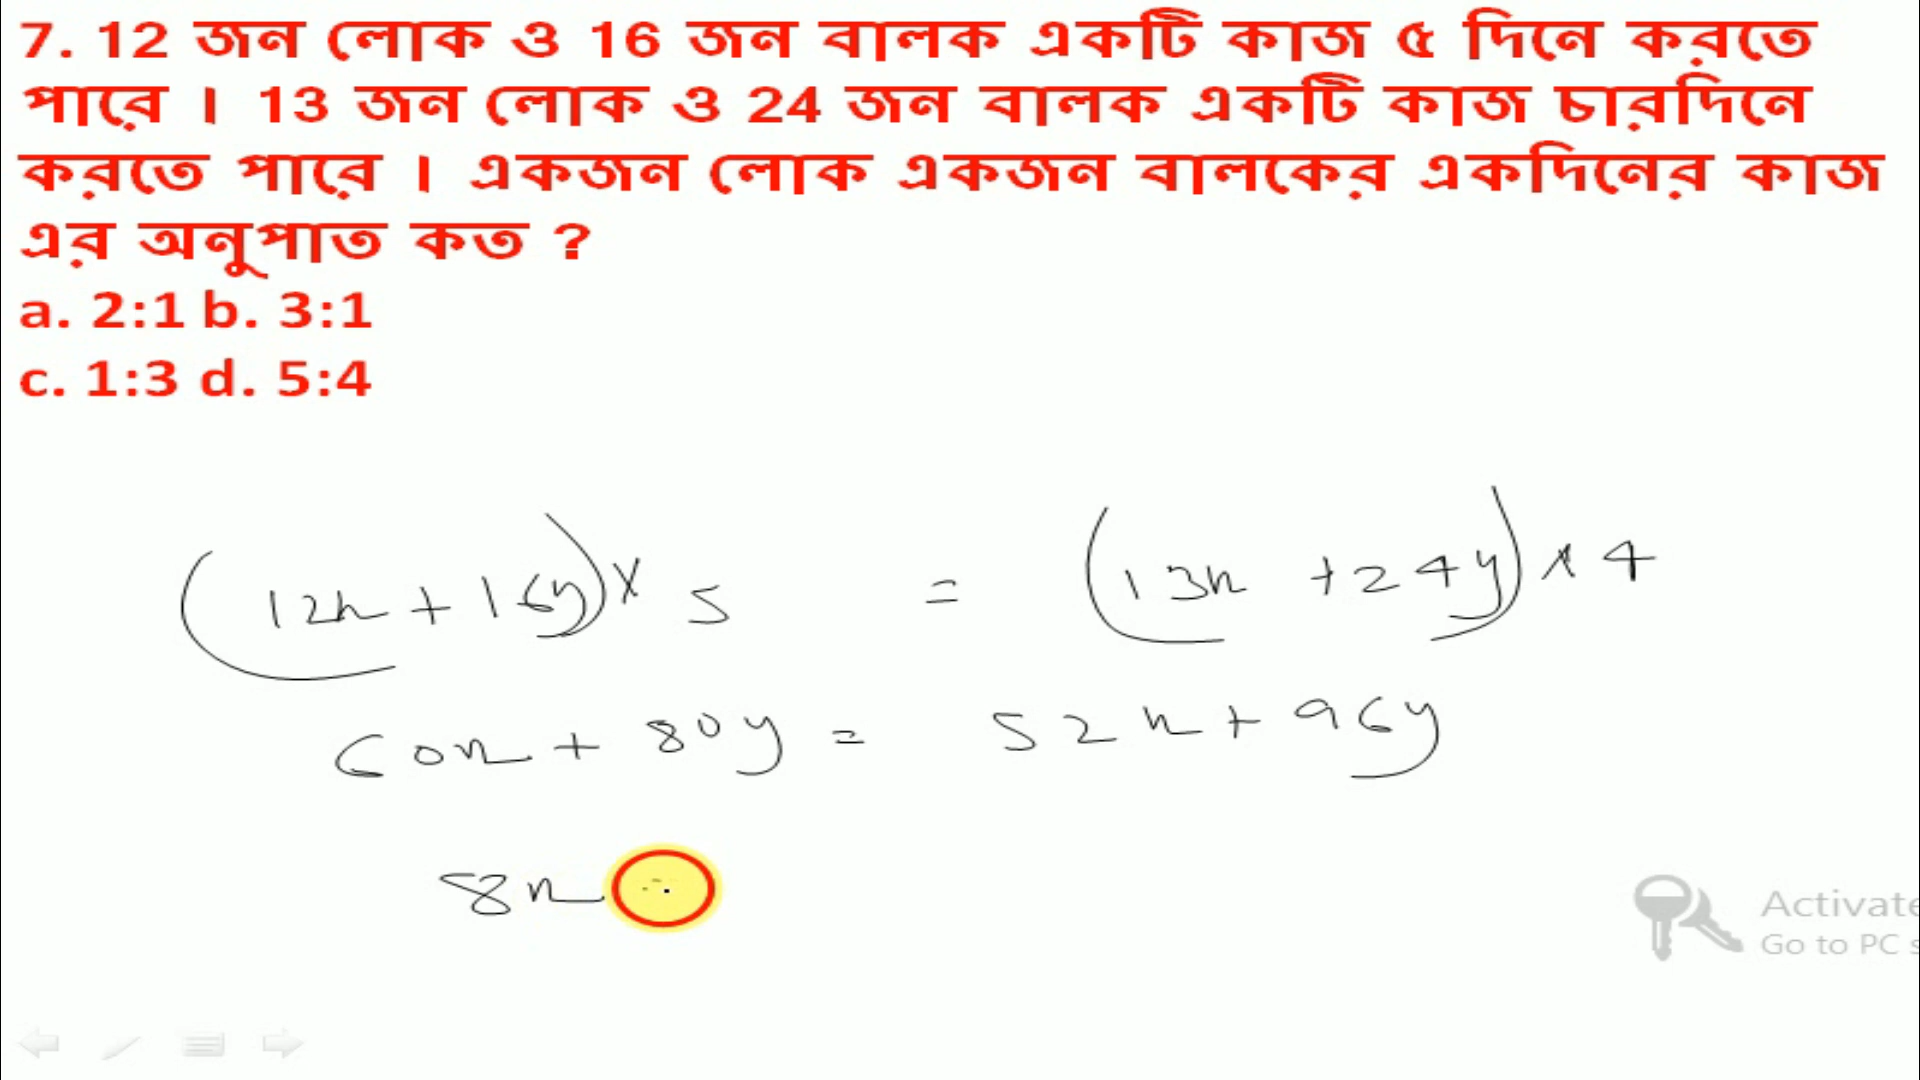 7. 12 জন লোক ও 16 জন বালক একটি কাজ ৫ দিনে করতে
পারে । 13 জন লোক ও 24 জন বালক একটি কাজ চারদিনে
করতে পারে । একজন লোক একজন বালকের একদিনের কাজ
এর অনুপাত কত ?
a. 2:1 b. 3:1
c. 1:3 d. 5:4
(12x+16y)× 5 = (13x +24y)×4
60x + 80y = 52x + 96y
8x
Activate
Go to PC s